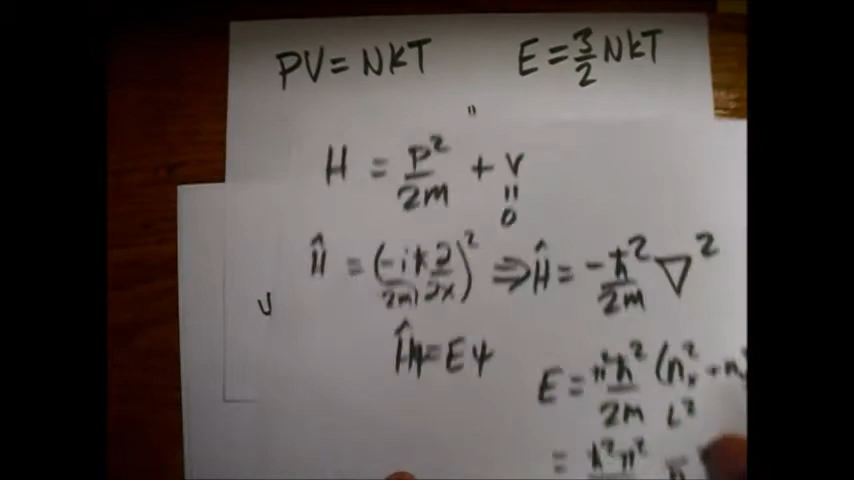 PV = NkT E = 3/2 NkT
H = p²/2m + V
"
0
Ĥ = (-iħ/2m ∂/∂x)² ⇒ Ĥ = -ħ²/2m ∇²
Ĥψ = Eψ
E = π²ħ²/2m (n_x²/L² + n
= ħ²π²